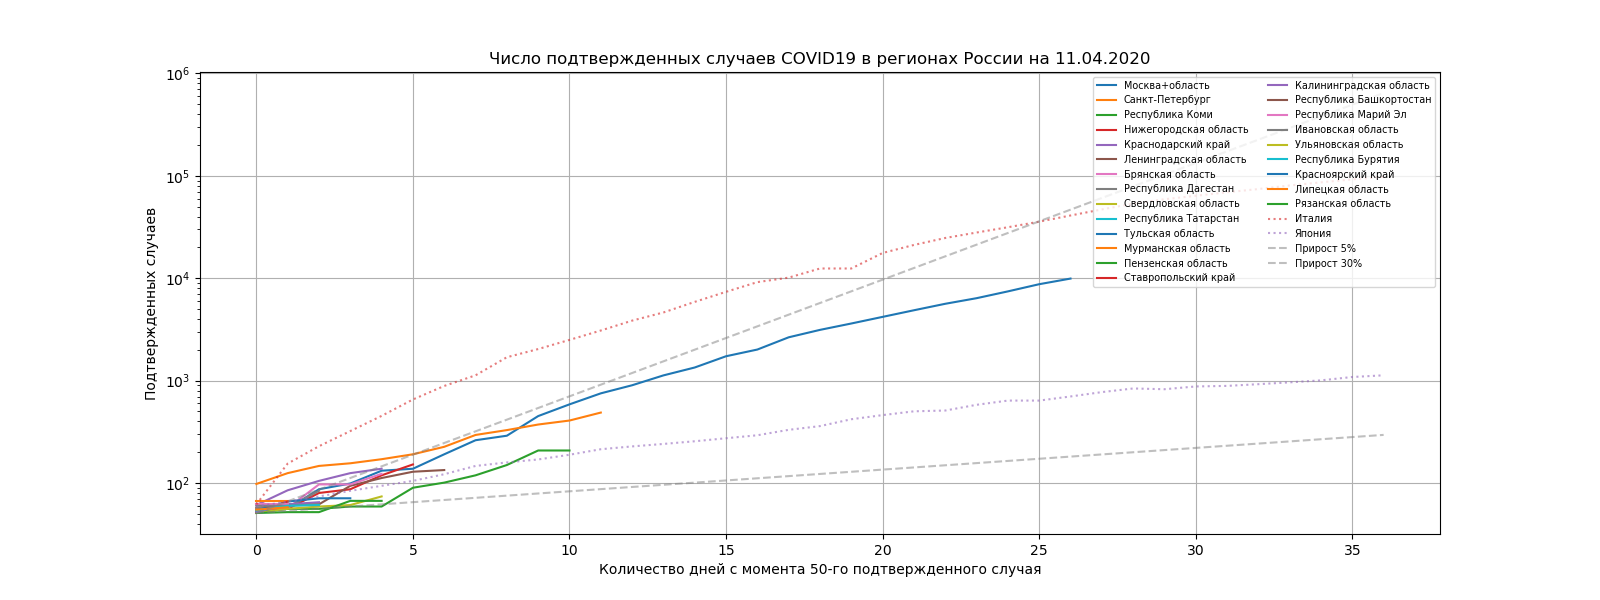 Число подтвержденных случаев COVID19 в регионах России на 11.04.2020
Подтвержденных случаев
10^6
10^5
10^4
10^3
10^2
Москва+область
Санкт-Петербург
Республика Коми
Нижегородская область
Краснодарский край
Ленинградская область
Брянская область
Республика Дагестан
Свердловская область
Республика Татарстан
Тульская область
Мурманская область
Пензенская область
Ставропольский край
Калининградская область
Республика Башкортостан
Республика Марий Эл
Ивановская область
Ульяновская область
Республика Бурятия
Красноярский край
Липецкая область
Рязанская область
Италия
Япония
Прирост 5%
Прирост 30%
0 5 10 15 20 25 30 35
Количество дней с момента 50-го подтвержденного случая